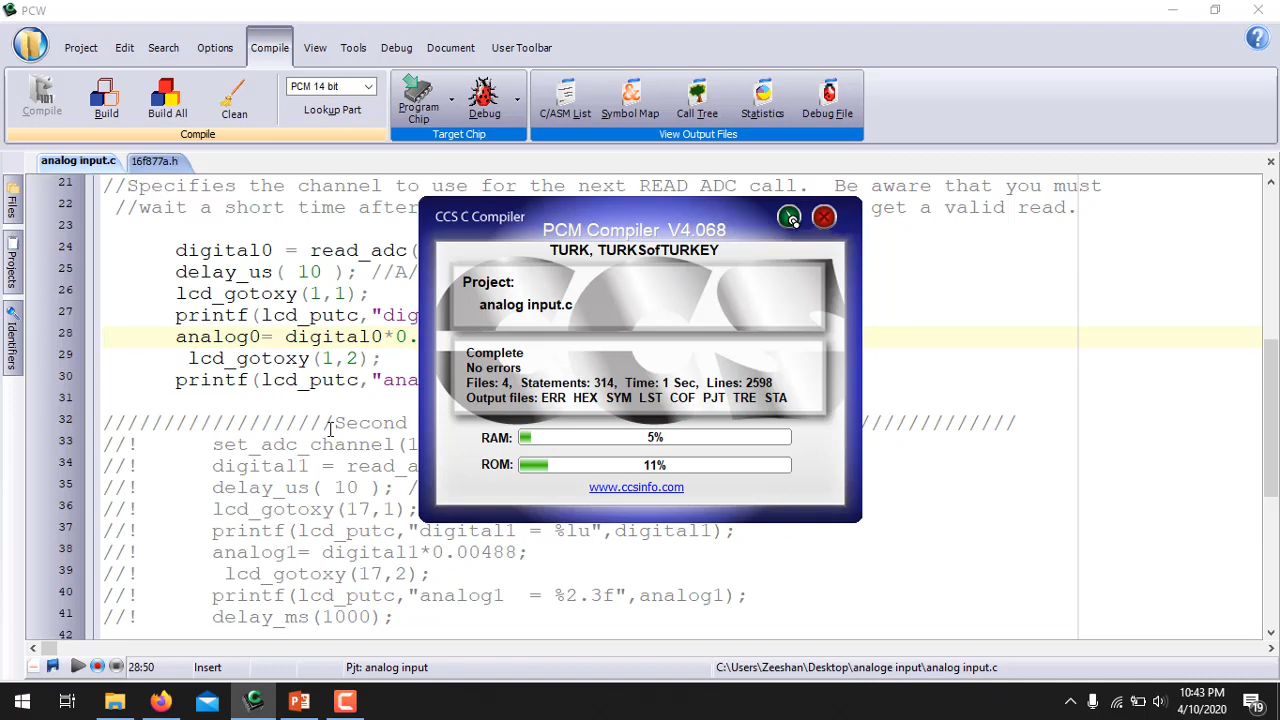 PCW
Project Edit Search Options Compile View Tools Debug Document User Toolbar
Compile Build Build All Clean
PCM 14 bit
Lookup Part
Program Chip Debug
C/ASM List Symbol Map Call Tree Statistics Debug File
Compile Target Chip View Output Files
analog input.c 16f877a.h
Files
Projects
Identifiers
21 //Specifies the channel to use for the next READ ADC call. Be aware that you must
22 //wait a short time after get a valid read.
23
24 digital0 = read_adc(
25 delay_us( 10 ); //A/
26 lcd_gotoxy(1,1);
27 printf(lcd_putc,"dig
28 analog0= digital0*0.
29 lcd_gotoxy(1,2);
30 printf(lcd_putc,"ana
31
32 ///////////////////Second /////////////
33 //! set_adc_channel(1
34 //! digital1 = read_a
35 //! delay_us( 10 ); /
36 //! lcd_gotoxy(17,1);
37 //! printf(lcd_putc,"digital1 = %lu",digital1);
38 //! analog1= digital1*0.00488;
39 //! lcd_gotoxy(17,2);
40 //! printf(lcd_putc,"analog1 = %2.3f",analog1);
41 //! delay_ms(1000);
42
CCS C Compiler
PCM Compiler V4.068
TURK, TURKSofTURKEY
Project:
analog input.c
Complete
No errors
Files: 4, Statements: 314, Time: 1 Sec, Lines: 2598
Output files: ERR HEX SYM LST COF PJT TRE STA
RAM: 5%
ROM: 11%
www.ccsinfo.com
28:50 Insert Pjt: analog input C:\Users\Zeeshan\Desktop\analoge input\analog input.c
10:43 PM
4/10/2020
19